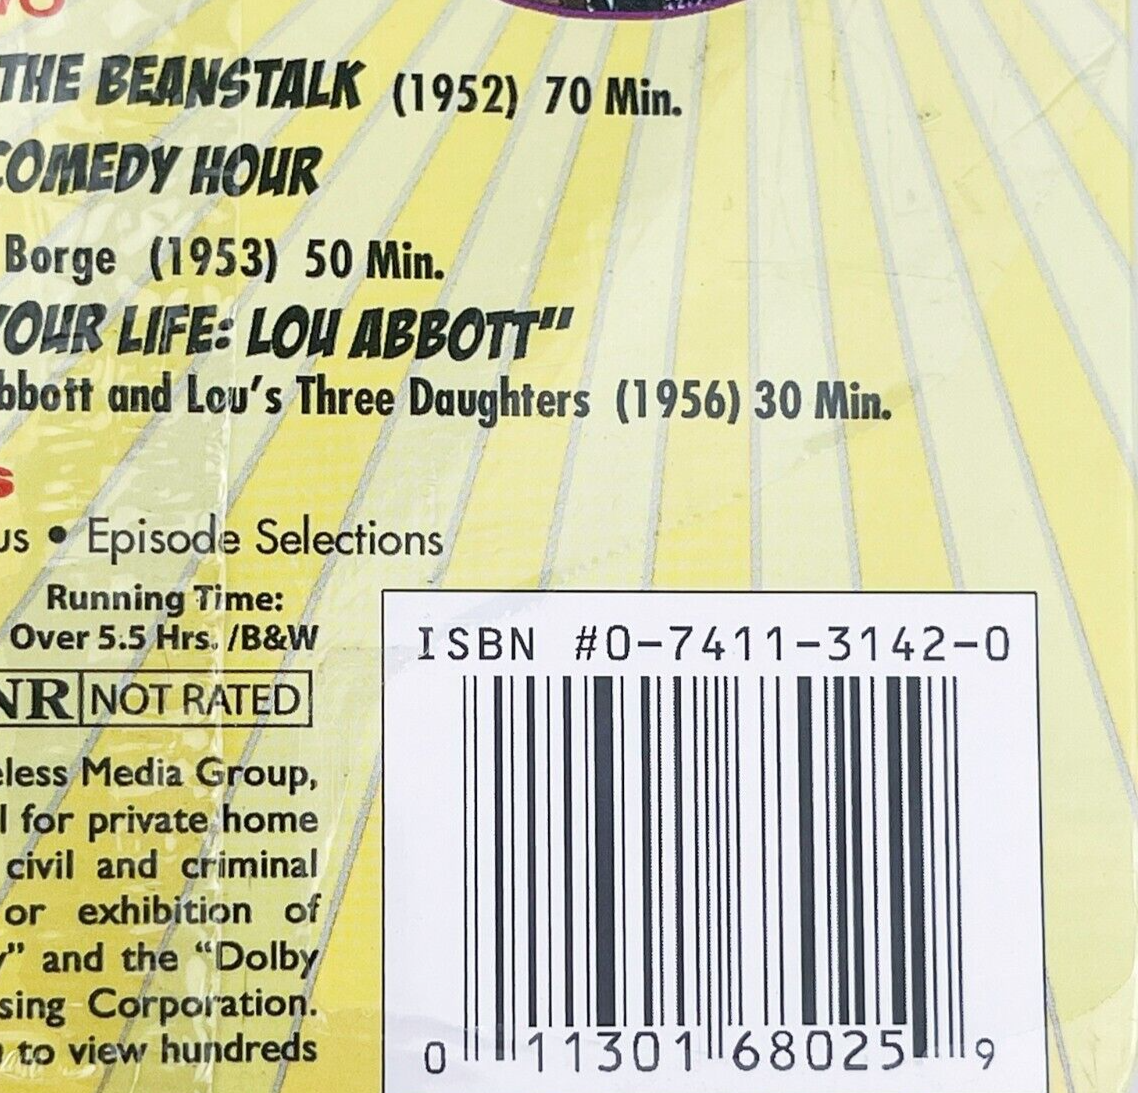 THE BEANSTALK (1952) 70 Min.
COMEDY HOUR
Borge (1953) 50 Min.
OUR LIFE: LOU ABBOTT"
bbott and Lou's Three Daughters (1956) 30 Min.
us • Episode Selections
Running Time:
Over 5.5 Hrs. /B&W
NR NOT RATED
ISBN #0-7411-3142-0
eless Media Group,
l for private home
civil and criminal
or exhibition of
y" and the "Dolby
sing Corporation.
to view hundreds
0 11301 68025 9